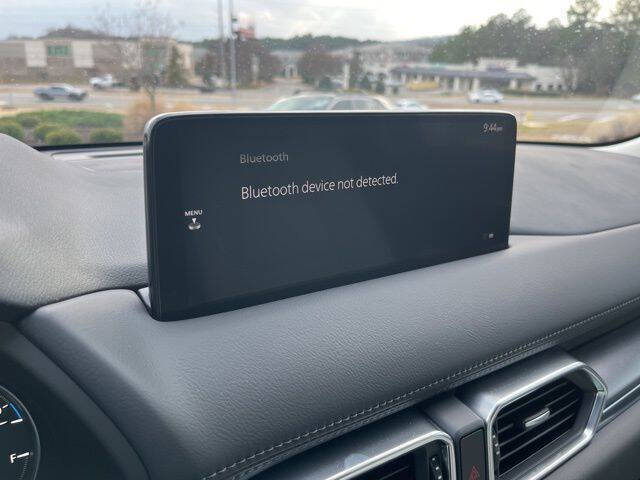 9:44pm
Bluetooth
Bluetooth device not detected.
MENU
F